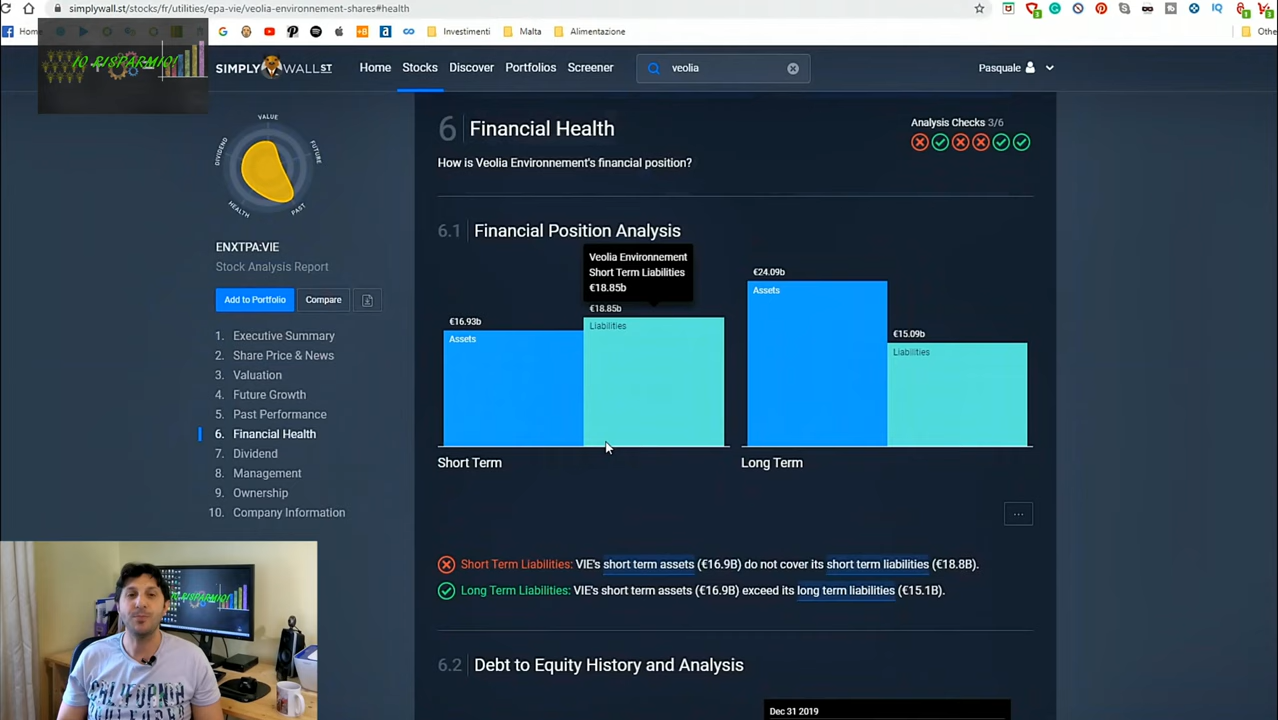 simplywall.st/stocks/fr/utilities/epa-vie/veolia-environnement-shares#health
Home
Investimenti
Malta
Alimentazione
Othe
IO RISPARMIO!
SIMPLY WALL ST
Home
Stocks
Discover
Portfolios
Screener
veolia
Pasquale
VALUE
FUTURE
PAST
HEALTH
DIVIDEND
ENXTPA:VIE
Stock Analysis Report
Add to Portfolio
Compare
1. Executive Summary
2. Share Price & News
3. Valuation
4. Future Growth
5. Past Performance
6. Financial Health
7. Dividend
8. Management
9. Ownership
10. Company Information
6 Financial Health
Analysis Checks 3/6
How is Veolia Environnement's financial position?
6.1 Financial Position Analysis
Veolia Environnement
Short Term Liabilities
€18.85b
€16.93b
Assets
€18.85b
Liabilities
€24.09b
Assets
€15.09b
Liabilities
Short Term
Long Term
...
Short Term Liabilities: VIE's short term assets (€16.9B) do not cover its short term liabilities (€18.8B).
Long Term Liabilities: VIE's short term assets (€16.9B) exceed its long term liabilities (€15.1B).
6.2 Debt to Equity History and Analysis
Dec 31 2019
IO RISPARMIO!
CALIFORNIA